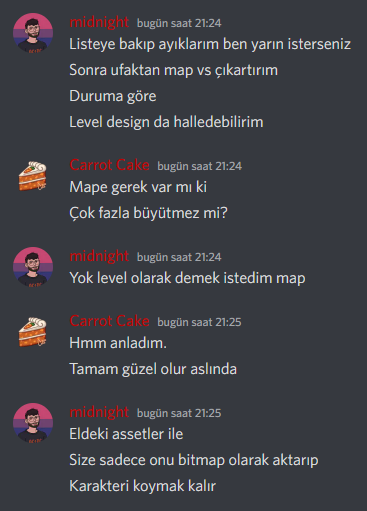 midnight bugün saat 21:24
Listeye bakıp ayıklarım ben yarın isterseniz
Sonra ufaktan map vs çıkartırım
Duruma göre
Level design da halledebilirim
Carrot Cake bugün saat 21:24
Mape gerek var mı ki
Çok fazla büyütmez mi?
midnight bugün saat 21:24
Yok level olarak demek istedim map
Carrot Cake bugün saat 21:25
Hmm anladım.
Tamam güzel olur aslında
midnight bugün saat 21:25
Eldeki assetler ile
Size sadece onu bitmap olarak aktarıp
Karakteri koymak kalır